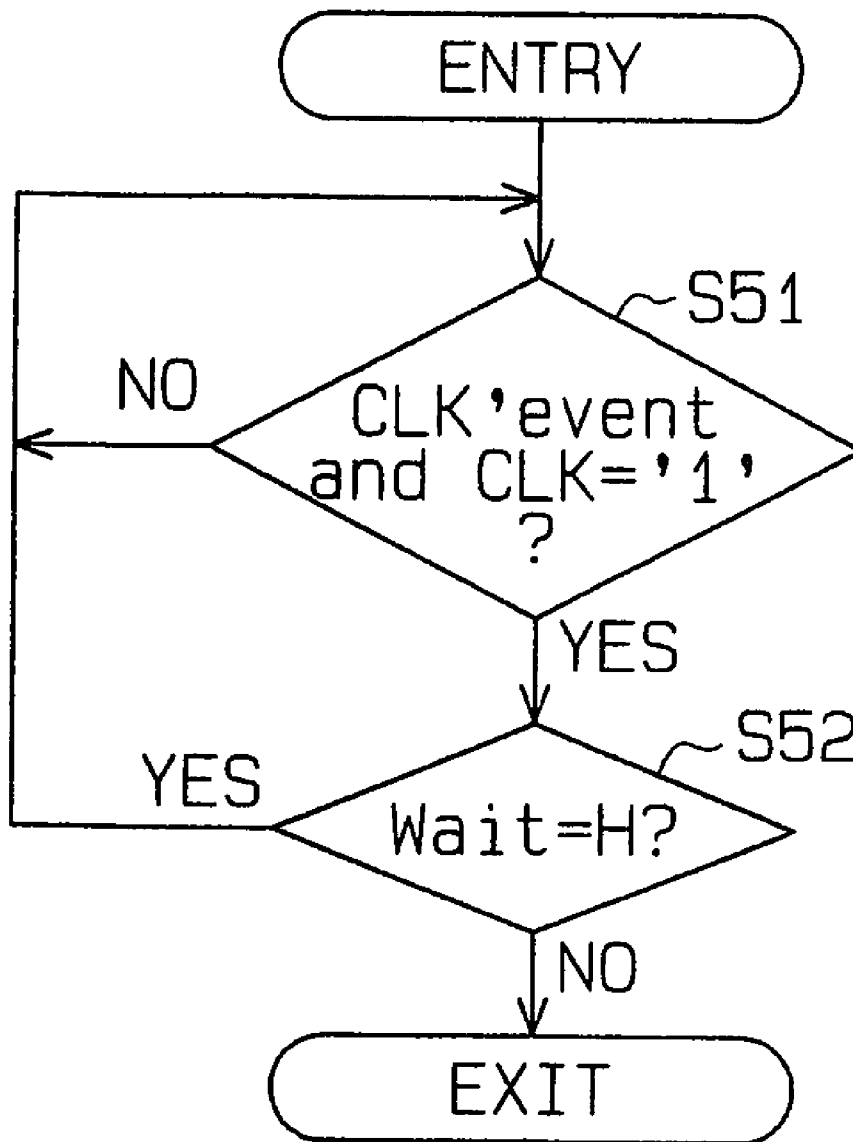 ENTRY
S51
NO
CLK'event
and CLK='1'
?
YES
S52
YES
Wait=H?
NO
EXIT